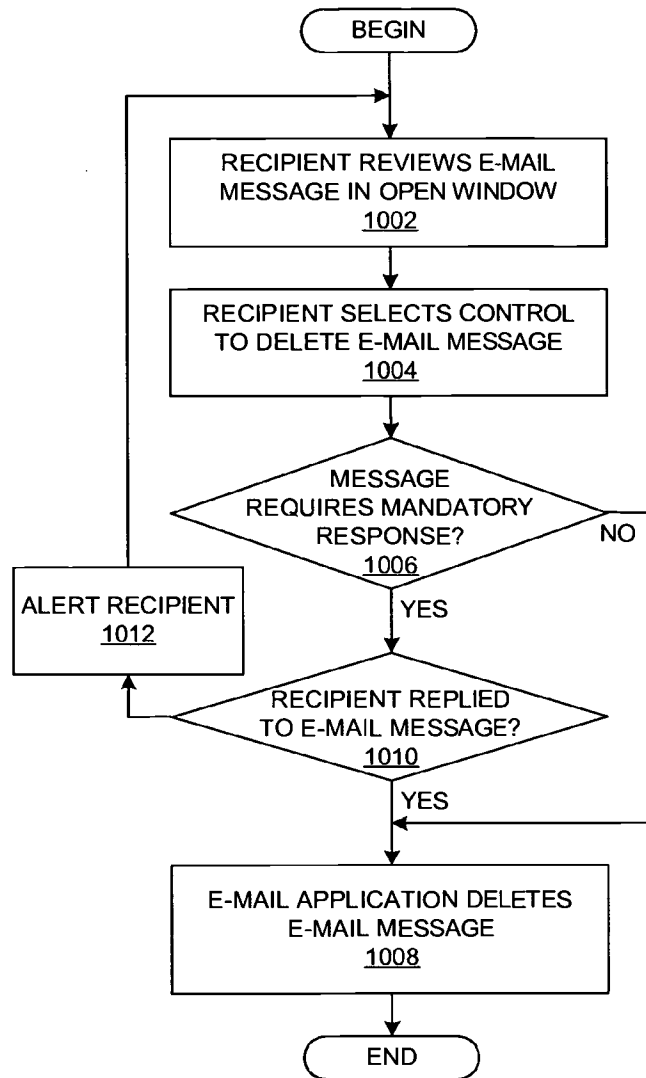 BEGIN
RECIPIENT REVIEWS E-MAIL
MESSAGE IN OPEN WINDOW
1002
RECIPIENT SELECTS CONTROL
TO DELETE E-MAIL MESSAGE
1004
MESSAGE
REQUIRES MANDATORY
RESPONSE?
1006
NO
YES
ALERT RECIPIENT
1012
RECIPIENT REPLIED
TO E-MAIL MESSAGE?
1010
YES
E-MAIL APPLICATION DELETES
E-MAIL MESSAGE
1008
END